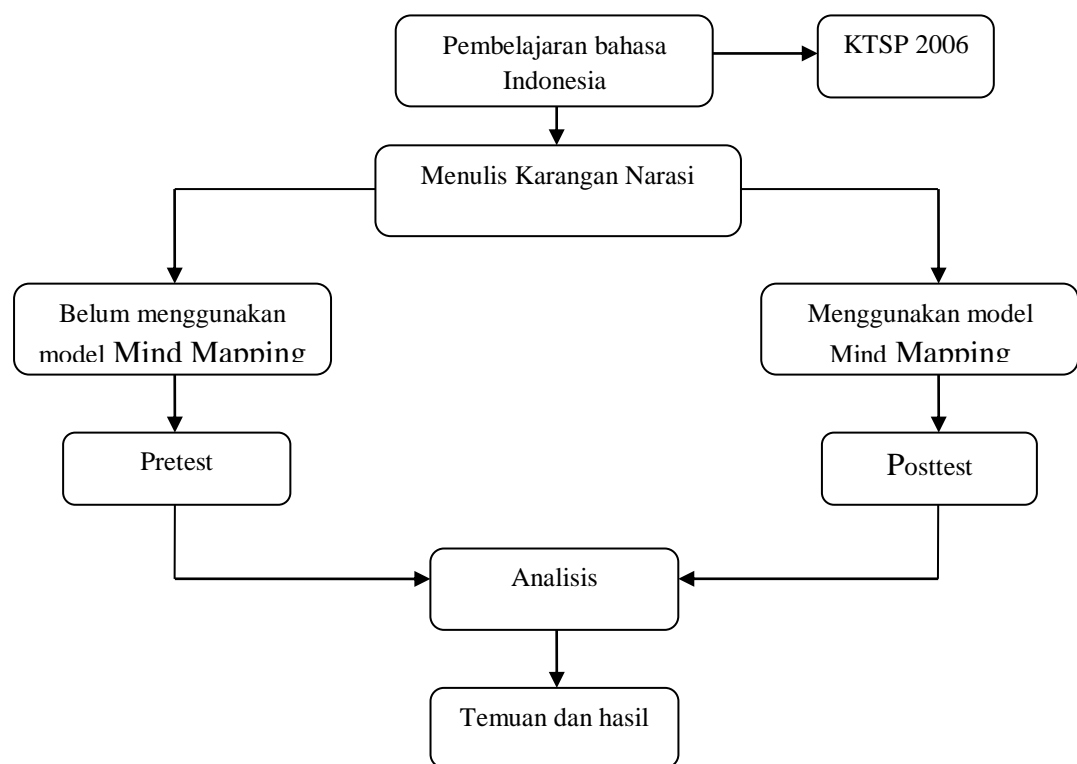 Pembelajaran bahasa
Indonesia
KTSP 2006
Menulis Karangan Narasi
Belum menggunakan
model Mind Mapping
Menggunakan model
Mind Mapping
Pretest
Posttest
Analisis
Temuan dan hasil